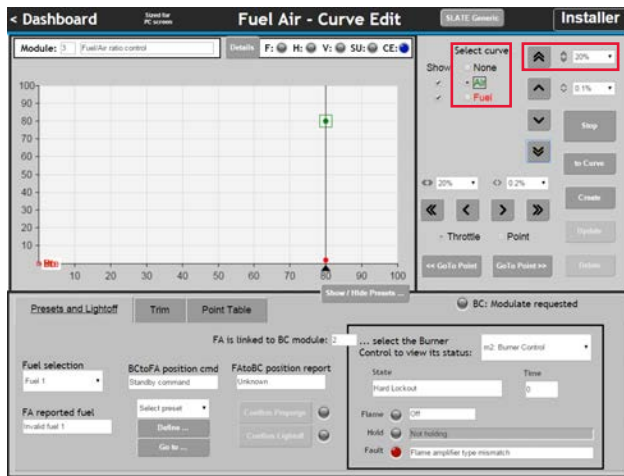 < Dashboard
Sized for
PC screen
Fuel Air - Curve Edit
SLATE Generic
Installer
Module: 3 Fuel/Air ratio control
Details
F: H: V: SU: CE:
Select curve
Show
None
Air
Fuel
20%
0.1%
Stop
to Curve
Create
Update
Delete
20%
0.2%
Throttle
Point
<< GoTo Point
GoTo Point >>
100
90
80
70
60
50
40
30
20
10
10 20 30 40 50 60 70 80 90 100
Show / Hide Presets ...
Presets and Lightoff
Trim
Point Table
BC: Modulate requested
FA is linked to BC module: 2
... select the Burner
Control to view its status:
m2: Burner Control
Fuel selection
Fuel 1
BCtoFA position cmd
Standby command
FAtoBC position report
Unknown
State
Hard Lockout
Time
0
FA reported fuel
Invalid fuel 1
Select preset
Define ...
Go to ...
Confirm Prepurge
Confirm Lightoff
Flame
Off
Hold
Not holding
Fault
Flame amplifier type mismatch